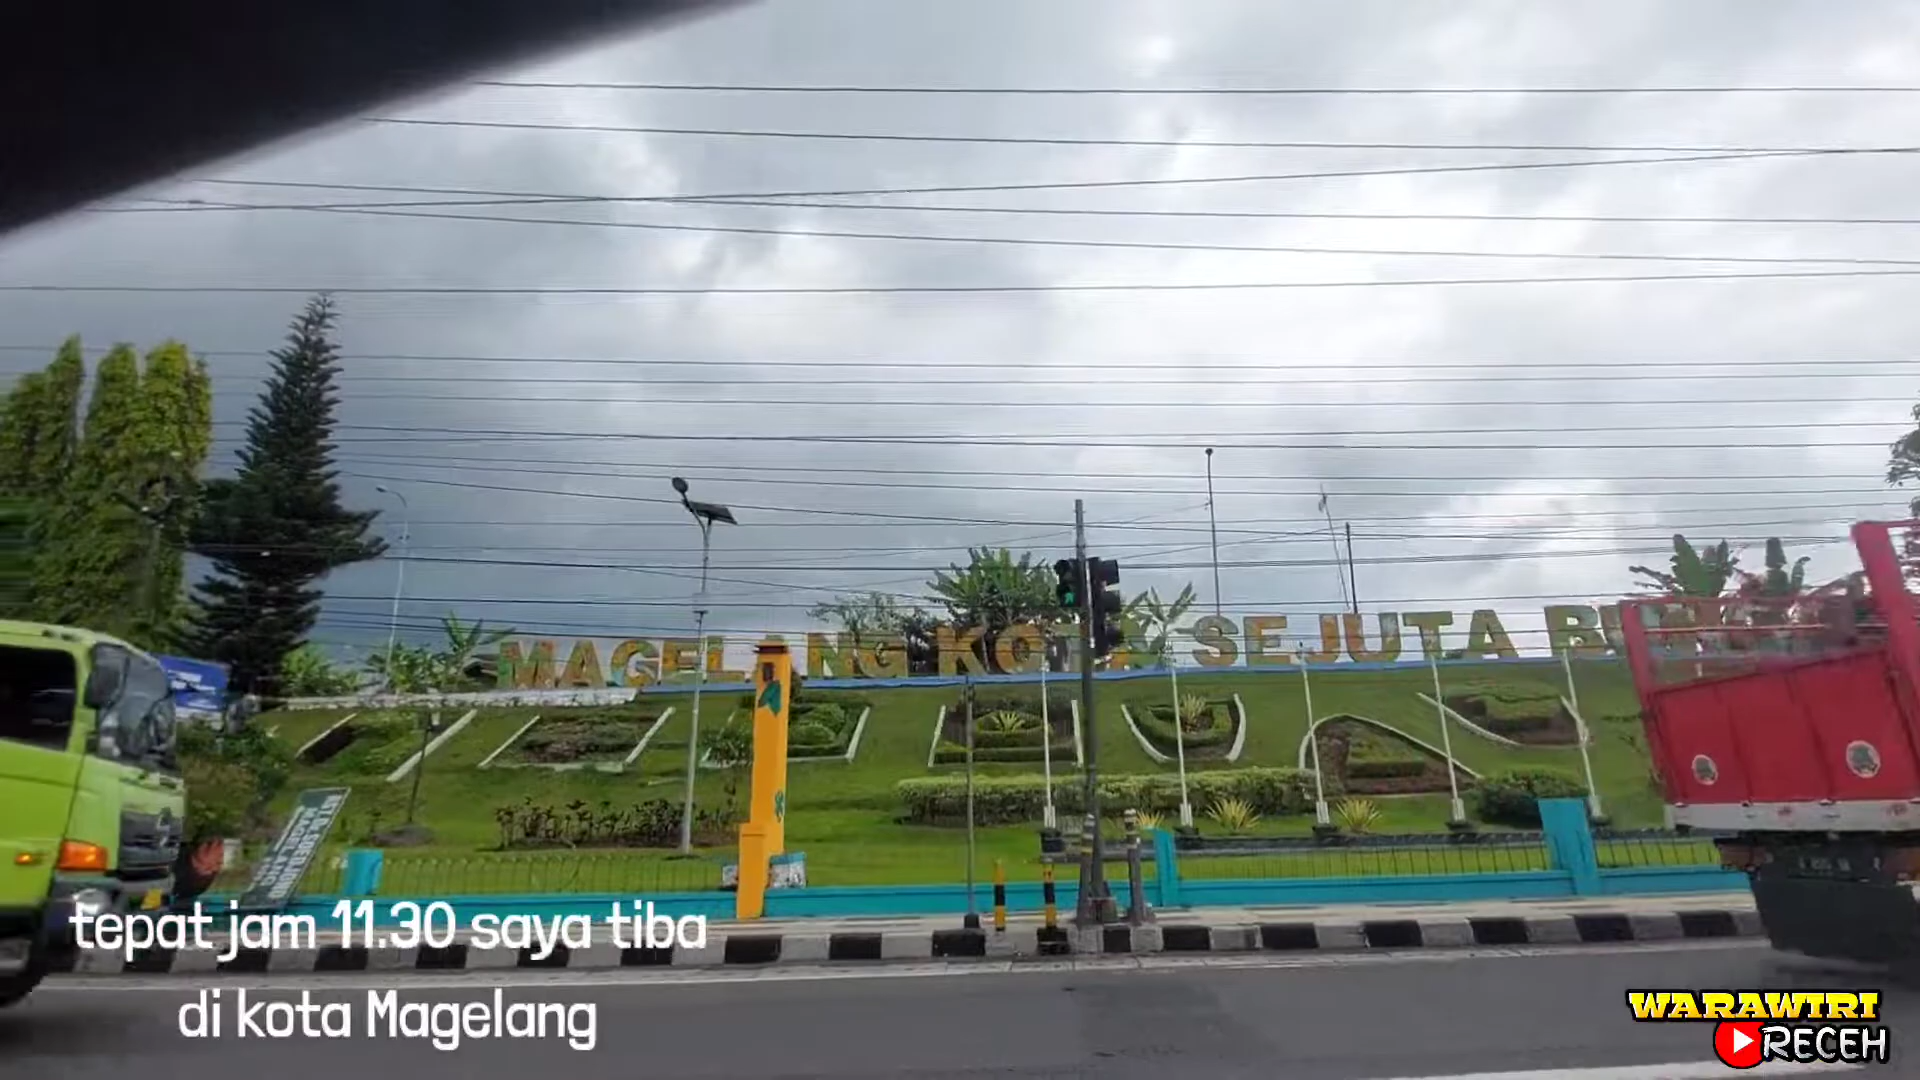 MAGELANG KOTA SEJUTA
tepat jam 11.30 saya tiba
di kota Magelang
WARAWIRI
RECEH